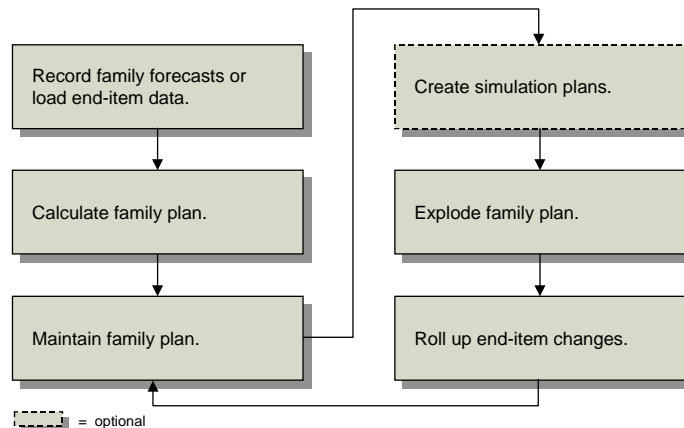 Record family forecasts or
load end-item data.
Calculate family plan.
Maintain family plan.
Create simulation plans.
Explode family plan.
Roll up end-item changes.
= optional